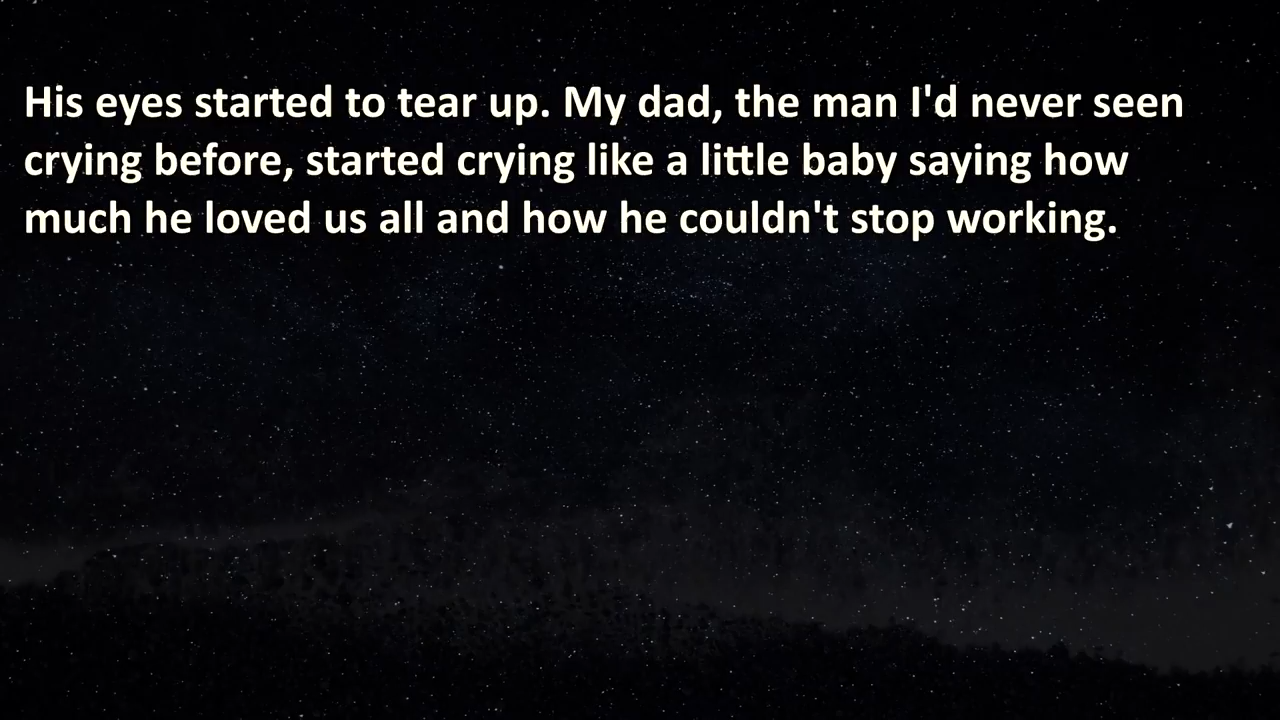 His eyes started to tear up. My dad, the man I'd never seen
crying before, started crying like a little baby saying how
much he loved us all and how he couldn't stop working.